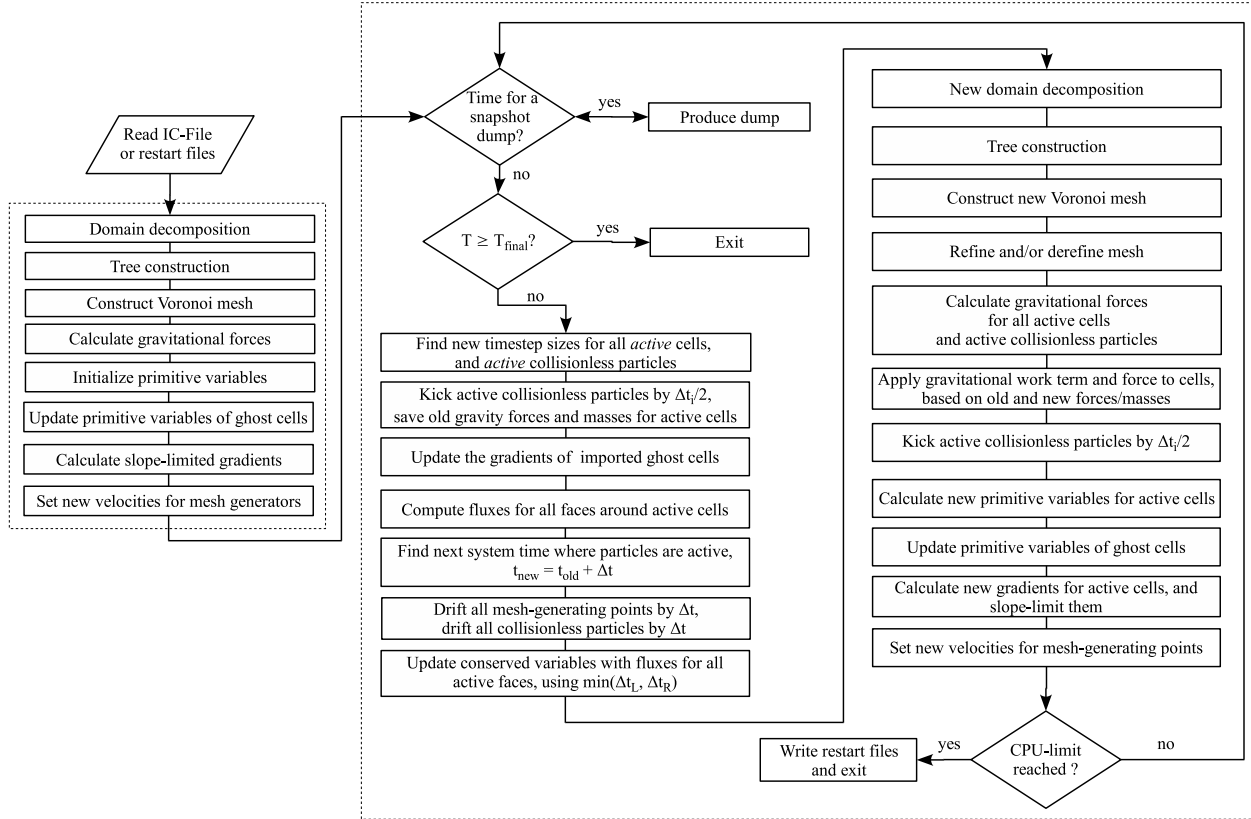 Read IC-File
or restart files
Domain decomposition
Tree construction
Construct Voronoi mesh
Calculate gravitational forces
Initialize primitive variables
Update primitive variables of ghost cells
Calculate slope-limited gradients
Set new velocities for mesh generators
Time for a
snapshot
dump?
yes
Produce dump
no
T ≥ T_final?
yes
Exit
no
Find new timestep sizes for all active cells,
and active collisionless particles
Kick active collisionless particles by Δt_i/2,
save old gravity forces and masses for active cells
Update the gradients of imported ghost cells
Compute fluxes for all faces around active cells
Find next system time where particles are active,
t_new = t_old + Δt
Drift all mesh-generating points by Δt,
drift all collisionless particles by Δt
Update conserved variables with fluxes for all
active faces, using min(Δt_L, Δt_R)
New domain decomposition
Tree construction
Construct new Voronoi mesh
Refine and/or derefine mesh
Calculate gravitational forces
for all active cells
and active collisionless particles
Apply gravitational work term and force to cells,
based on old and new forces/masses
Kick active collisionless particles by Δt_i/2
Calculate new primitive variables for active cells
Update primitive variables of ghost cells
Calculate new gradients for active cells, and
slope-limit them
Set new velocities for mesh-generating points
CPU-limit
reached ?
yes
Write restart files
and exit
no